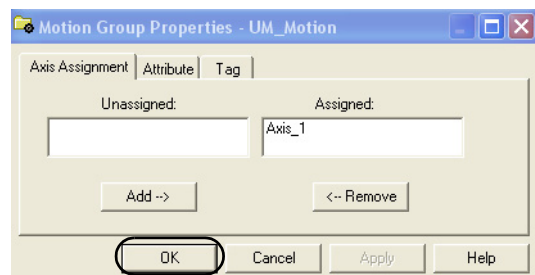 Motion Group Properties - UM_Motion
Axis Assignment Attribute Tag
Unassigned: Assigned:
Axis_1
Add --> <-- Remove
OK Cancel Apply Help